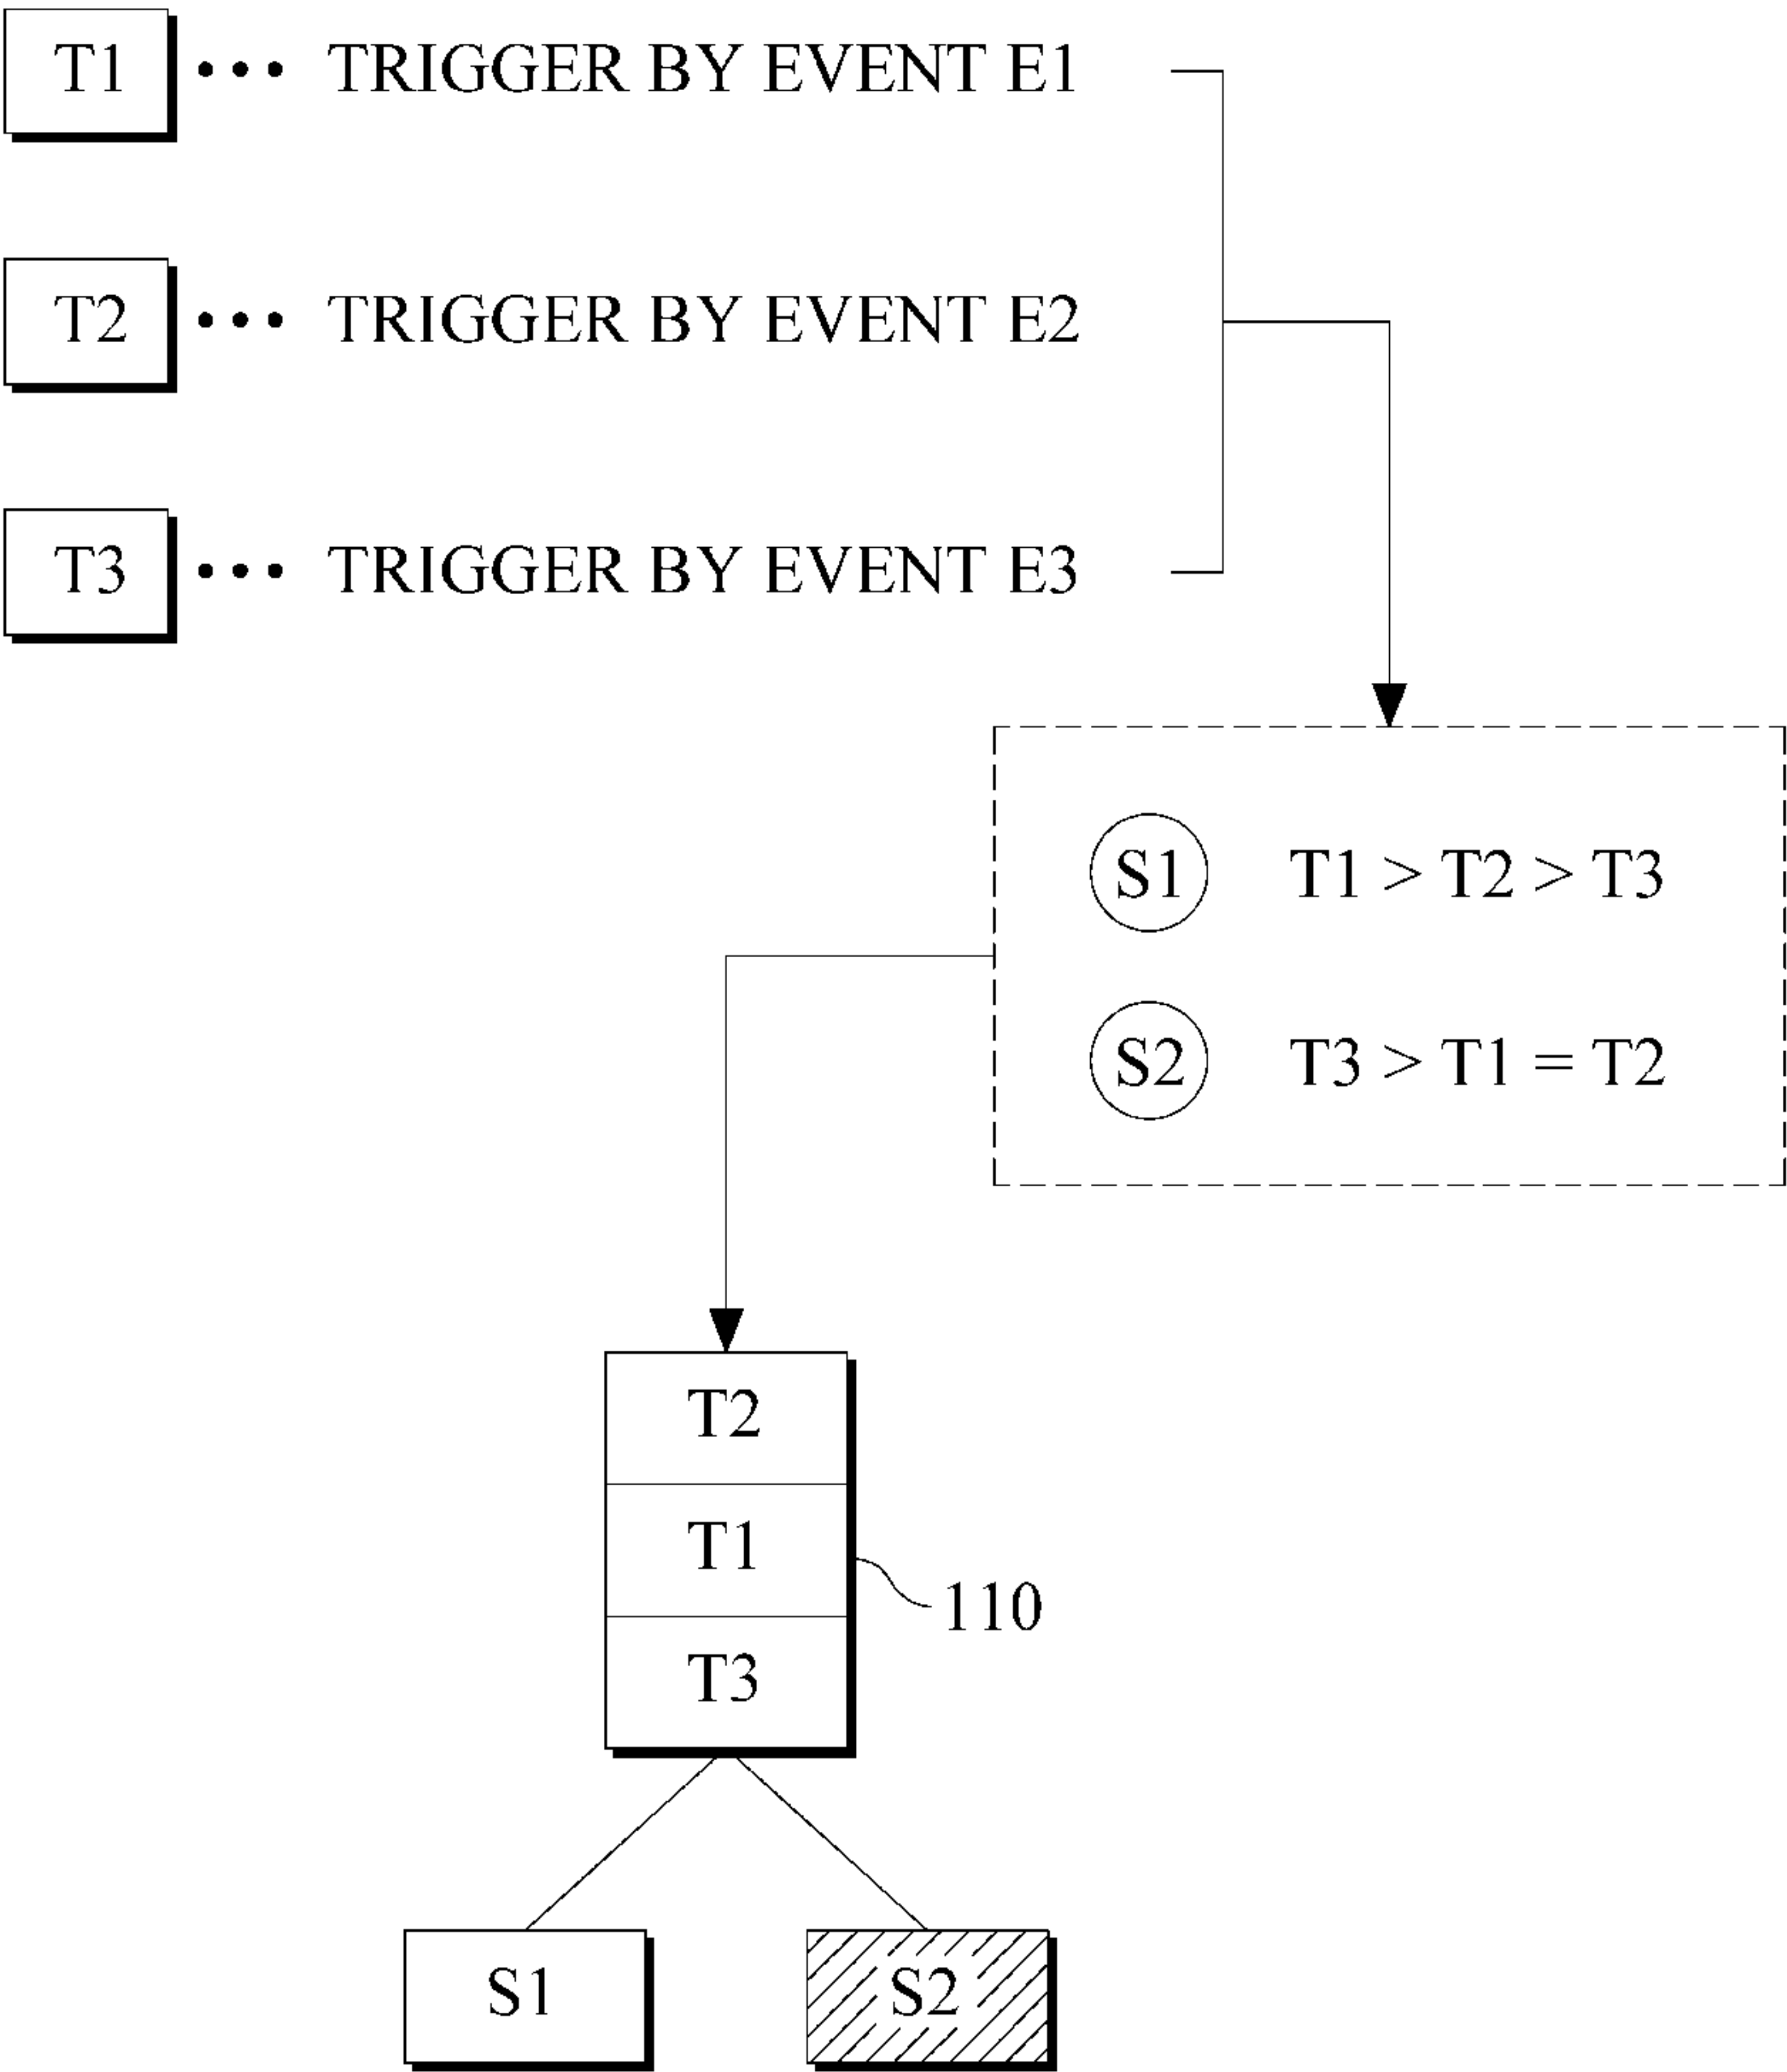 T1 ••• TRIGGER BY EVENT E1
T2 ••• TRIGGER BY EVENT E2
T3 ••• TRIGGER BY EVENT E3
S1 T1 > T2 > T3
S2 T3 > T1 = T2
T2
T1
110
T3
S1 S2